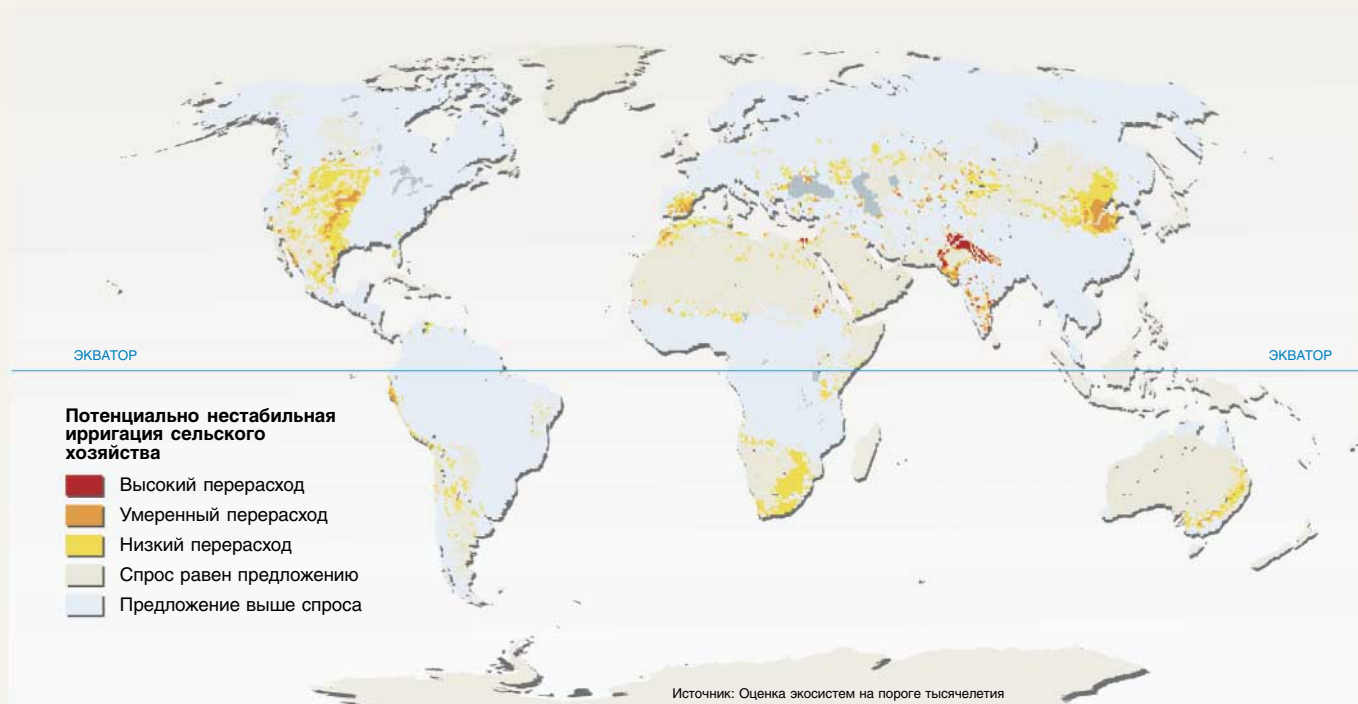 ЭКВАТОР
ЭКВАТОР
Потенциально нестабильная
ирригация сельского
хозяйства
Высокий перерасход
Умеренный перерасход
Низкий перерасход
Спрос равен предложению
Предложение выше спроса
Источник: Оценка экосистем на пороге тысячелетия